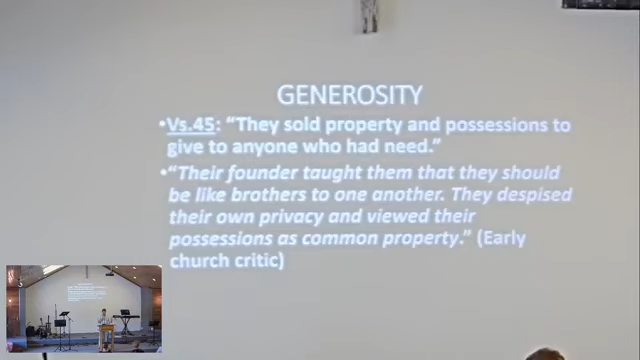 GENEROSITY
•Vs.45: “They sold property and possessions to
give to anyone who had need.”
•“Their founder taught them that they should
be like brothers to one another. They despised
their own privacy and viewed their
possessions as common property.” (Early
church critic)